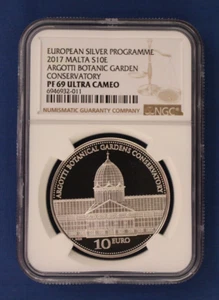 EUROPEAN SILVER PROGRAMME
2017 MALTA S10E
ARGOTTI BOTANIC GARDEN
CONSERVATORY
PF 69 ULTRA CAMEO
6946932-011
NUMISMATIC GUARANTY COMPANY
NGC
ARGOTTI BOTANICAL GARDENS CONSERVATORY
10 EURO